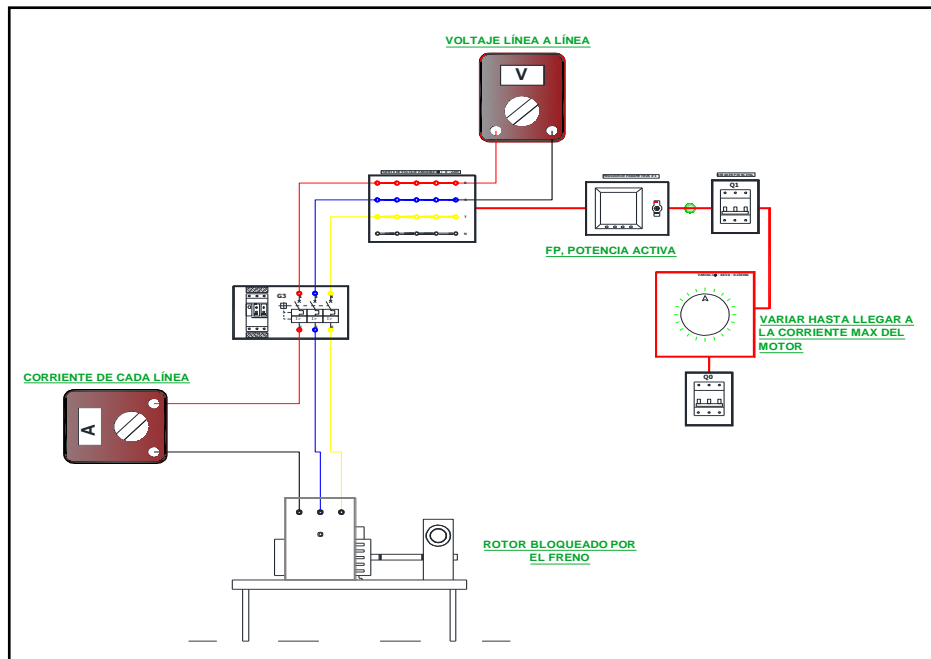 VOLTAJE LÍNEA A LÍNEA
V
Q1
FP, POTENCIA ACTIVA
G3
VARIAR HASTA LLEGAR A
LA CORRIENTE MAX DEL
MOTOR
Q0
CORRIENTE DE CADA LÍNEA
A
ROTOR BLOQUEADO POR
EL FRENO